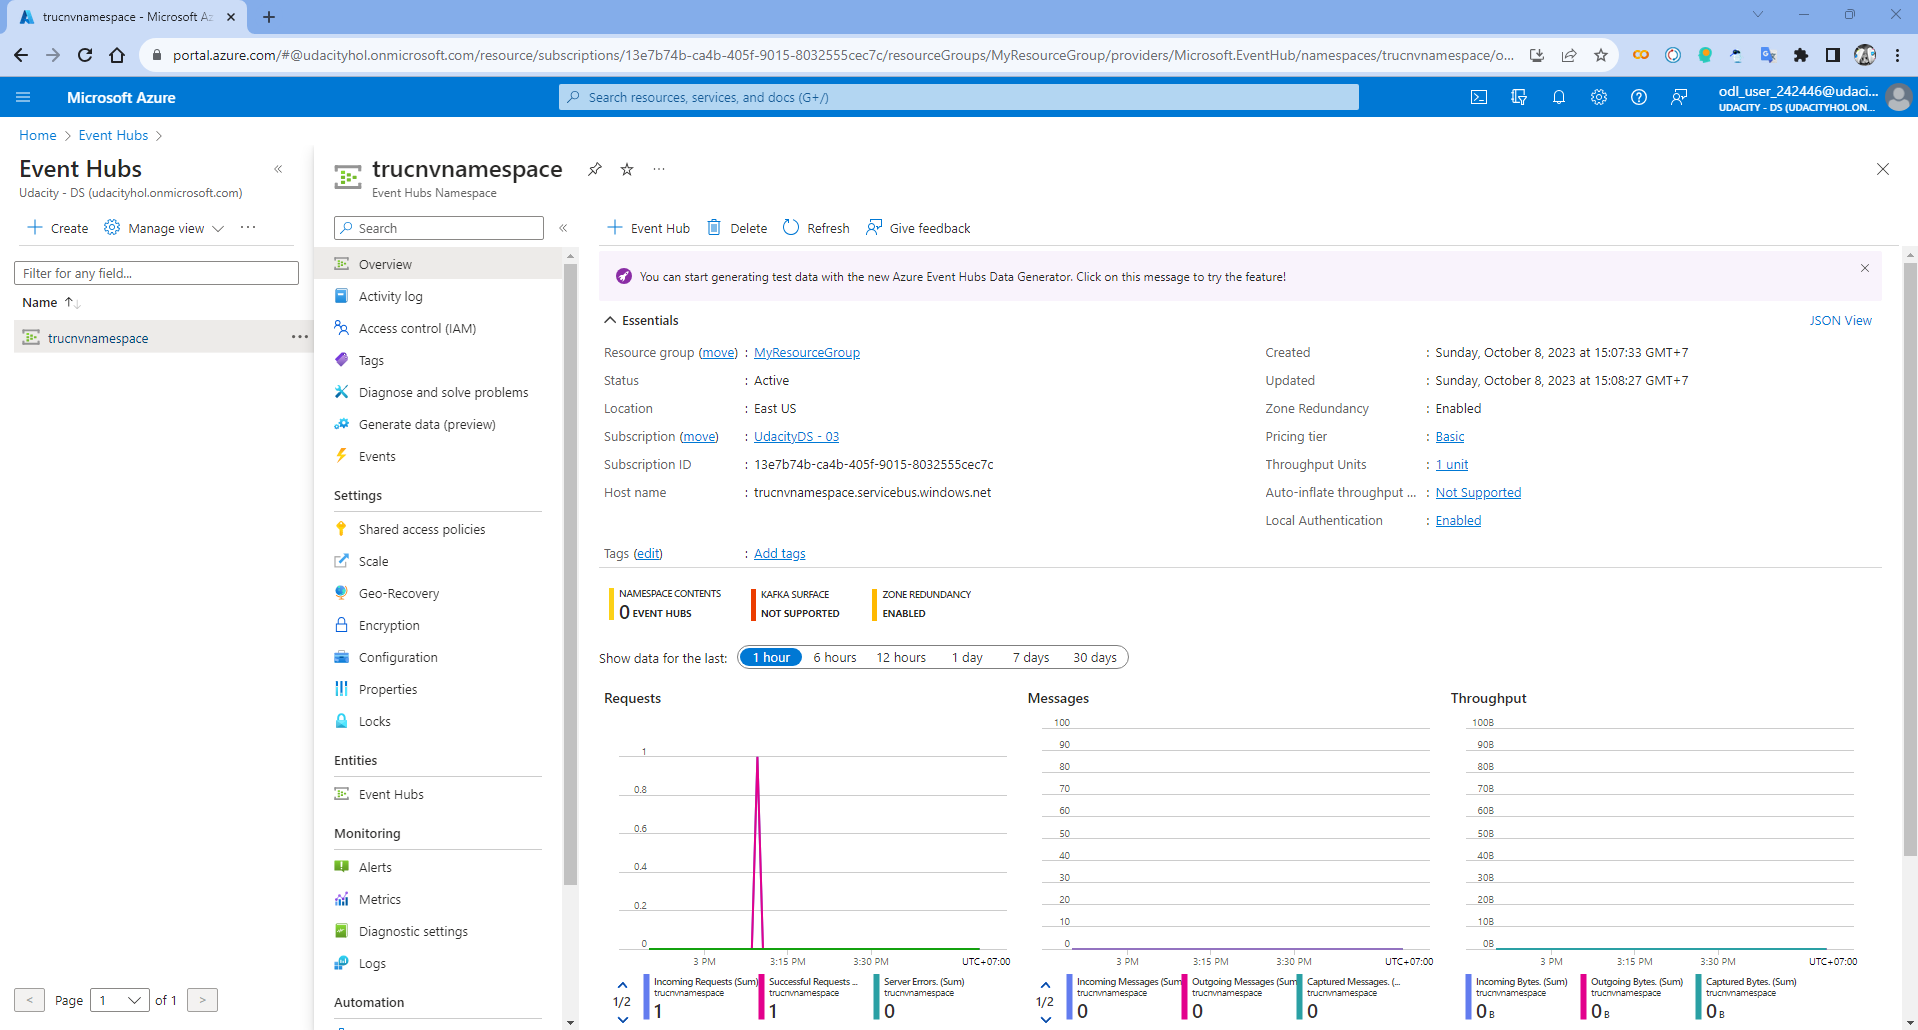 trucnvnamespace - Microsoft Az
portal.azure.com/#@udacityhol.onmicrosoft.com/resource/subscriptions/13e7b74b-ca4b-405f-9015-8032555cec7c/resourceGroups/MyResourceGroup/providers/Microsoft.EventHub/namespaces/trucnvnamespace/o...
Microsoft Azure
Search resources, services, and docs (G+/)
odl_user_242446@udaci...
UDACITY - DS (UDACITYHOL.ON...
Home > Event Hubs >
Event Hubs
Udacity - DS (udacityhol.onmicrosoft.com)
Create
Manage view
Filter for any field...
Name
trucnvnamespace
< Page 1 of 1 >
trucnvnamespace
Event Hubs Namespace
Search
Overview
Activity log
Access control (IAM)
Tags
Diagnose and solve problems
Generate data (preview)
Events
Settings
Shared access policies
Scale
Geo-Recovery
Encryption
Configuration
Properties
Locks
Entities
Event Hubs
Monitoring
Alerts
Metrics
Diagnostic settings
Logs
Automation
Event Hub
Delete
Refresh
Give feedback
You can start generating test data with the new Azure Event Hubs Data Generator. Click on this message to try the feature!
Essentials
JSON View
Resource group (move) : MyResourceGroup
Status : Active
Location : East US
Subscription (move) : UdacityDS - 03
Subscription ID : 13e7b74b-ca4b-405f-9015-8032555cec7c
Host name : trucnvnamespace.servicebus.windows.net
Created : Sunday, October 8, 2023 at 15:07:33 GMT+7
Updated : Sunday, October 8, 2023 at 15:08:27 GMT+7
Zone Redundancy : Enabled
Pricing tier : Basic
Throughput Units : 1 unit
Auto-inflate throughput ... : Not Supported
Local Authentication : Enabled
Tags (edit) : Add tags
NAMESPACE CONTENTS
0 EVENT HUBS
KAFKA SURFACE
NOT SUPPORTED
ZONE REDUNDANCY
ENABLED
Show data for the last: 1 hour 6 hours 12 hours 1 day 7 days 30 days
Requests
1
0.8
0.6
0.4
0.2
0
3 PM 3:15 PM 3:30 PM UTC+07:00
1/2
Incoming Requests (Sum)
trucnvnamespace
1
Successful Requests ...
trucnvnamespace
1
Server Errors. (Sum)
trucnvnamespace
0
Messages
100
90
80
70
60
50
40
30
20
10
0
3 PM 3:15 PM 3:30 PM UTC+07:00
1/2
Incoming Messages (Sum)
trucnvnamespace
0
Outgoing Messages (Sum)
trucnvnamespace
0
Captured Messages. (...
trucnvnamespace
0
Throughput
100B
90B
80B
70B
60B
50B
40B
30B
20B
10B
0B
3 PM 3:15 PM 3:30 PM UTC+07:00
Incoming Bytes. (Sum)
trucnvnamespace
0 B
Outgoing Bytes. (Sum)
trucnvnamespace
0 B
Captured Bytes. (Sum)
trucnvnamespace
0 B